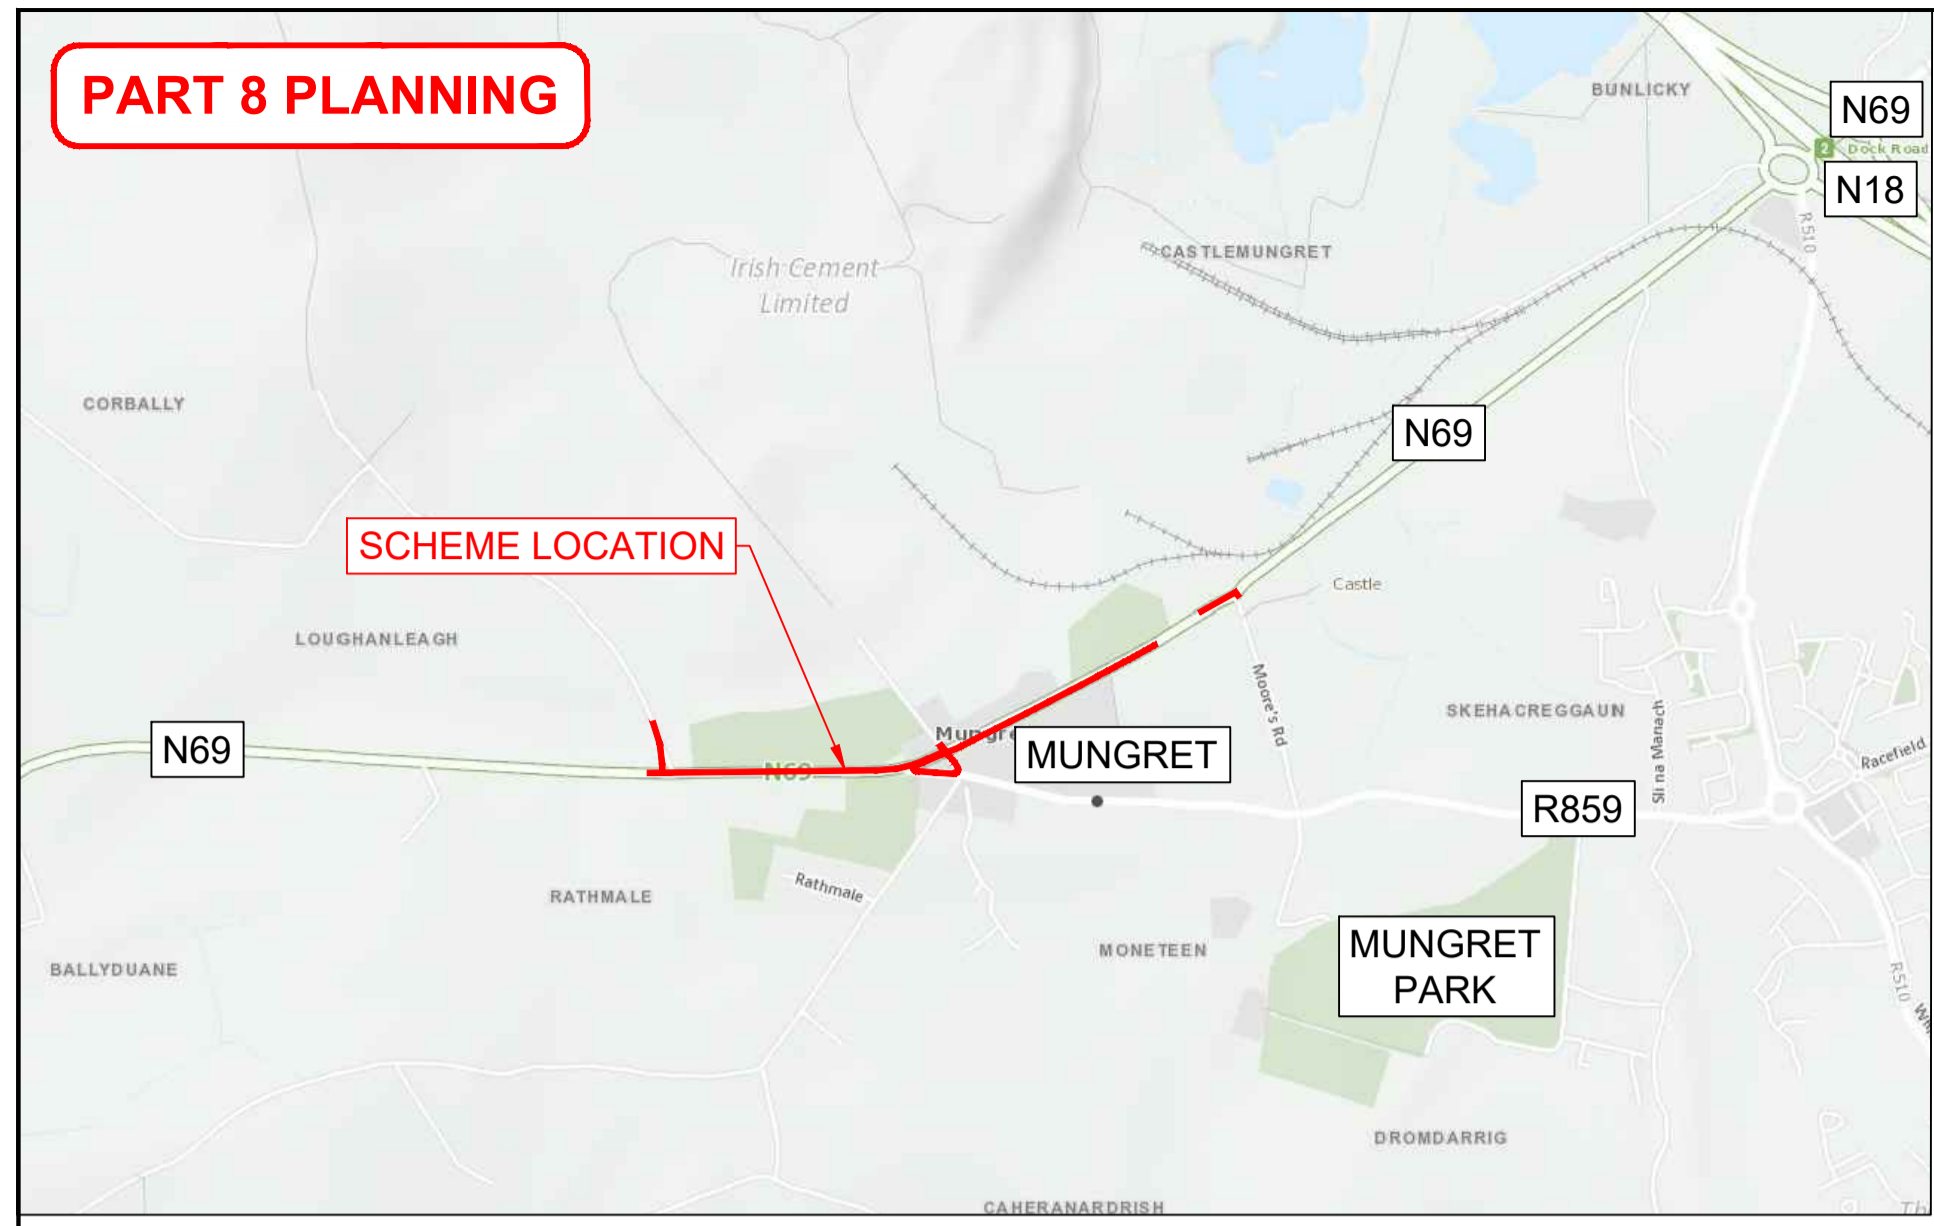 PART 8 PLANNING
BUNLICKY
N69
2 Dock Road
N18
R510
CASTLEMUNGRET
Irish Cement
Limited
CORBALLY
N69
SCHEME LOCATION
Castle
LOUGHANLEAGH
Moore's Rd
SKEHACREGGAUN
Sli na Manach
Racefield
N69
N69
MUNGRET
R859
Rathmale
RATHMALE
MONETEEN
MUNGRET
PARK
BALLYDUANE
R510
DROMDARRIG
CAHERANARDRISH